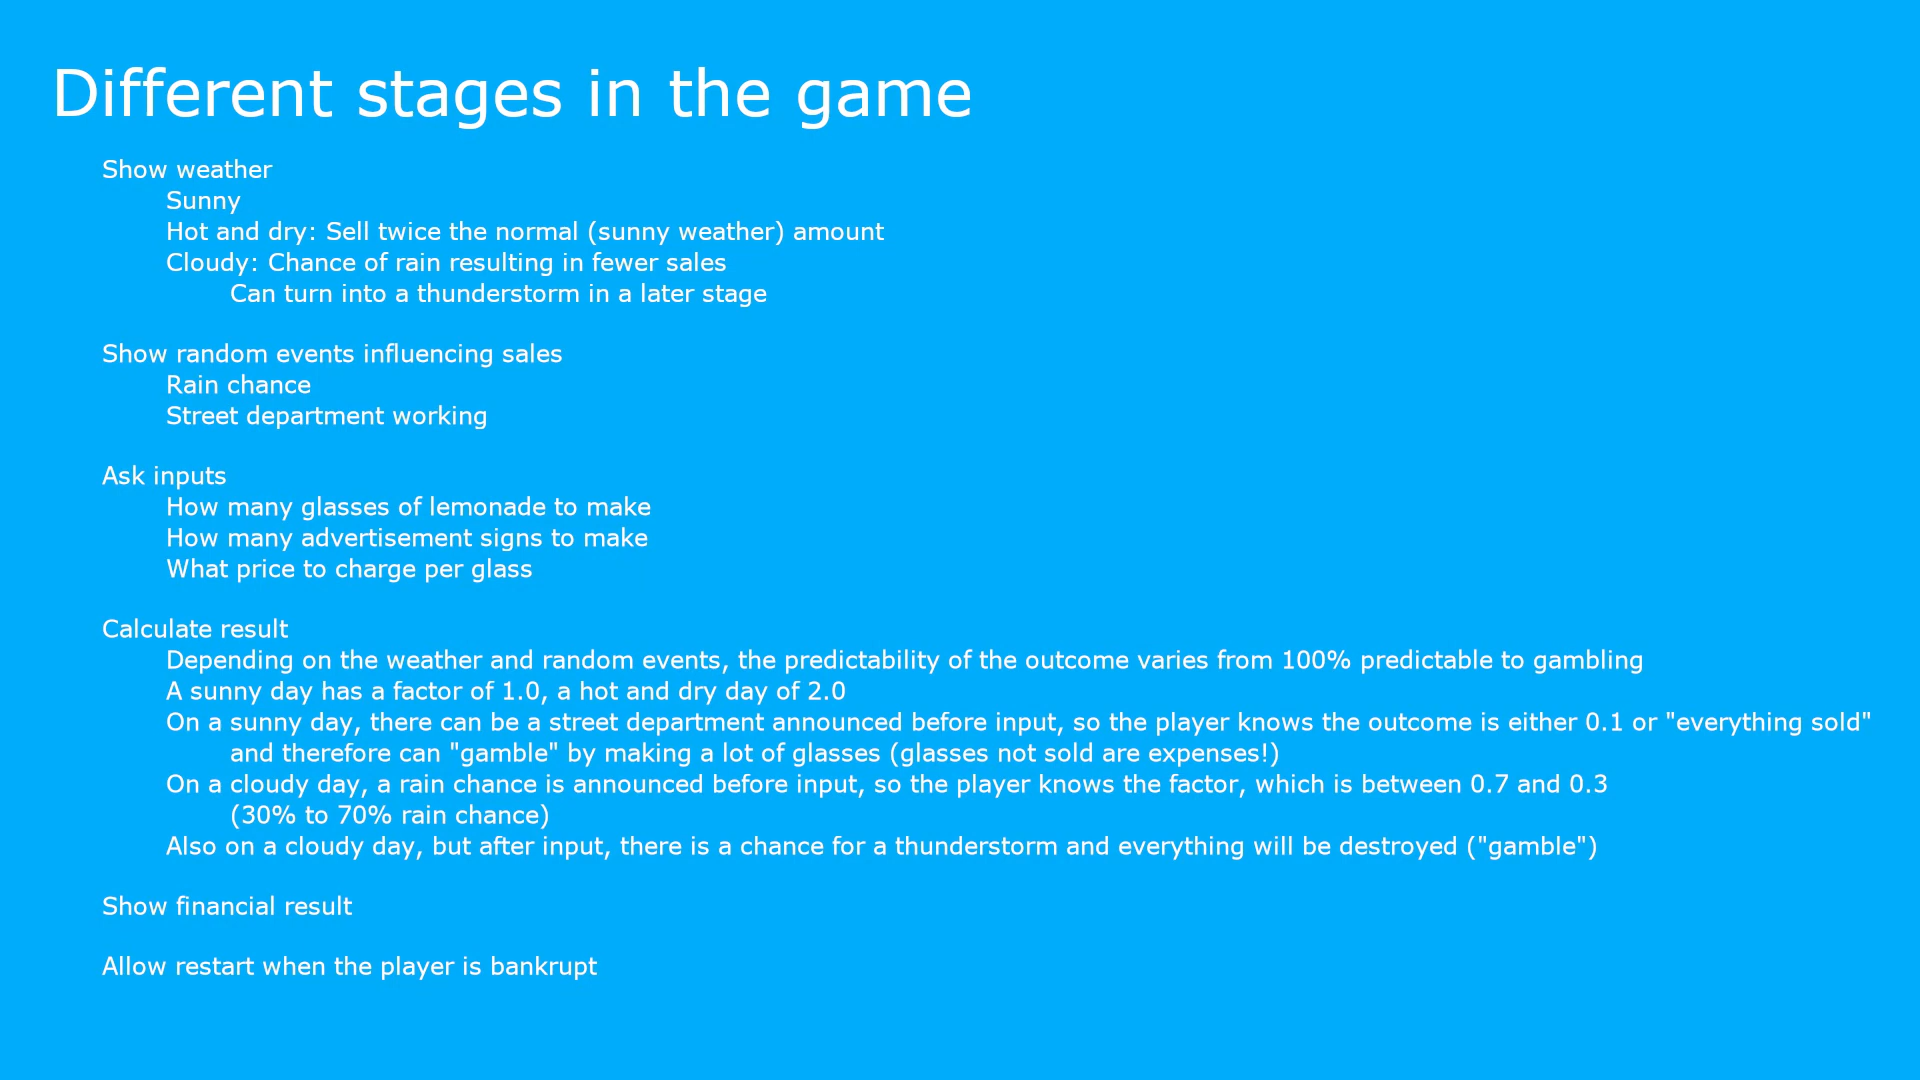 Different stages in the game
Show weather
Sunny
Hot and dry: Sell twice the normal (sunny weather) amount
Cloudy: Chance of rain resulting in fewer sales
Can turn into a thunderstorm in a later stage
Show random events influencing sales
Rain chance
Street department working
Ask inputs
How many glasses of lemonade to make
How many advertisement signs to make
What price to charge per glass
Calculate result
Depending on the weather and random events, the predictability of the outcome varies from 100% predictable to gambling
A sunny day has a factor of 1.0, a hot and dry day of 2.0
On a sunny day, there can be a street department announced before input, so the player knows the outcome is either 0.1 or "everything sold"
and therefore can "gamble" by making a lot of glasses (glasses not sold are expenses!)
On a cloudy day, a rain chance is announced before input, so the player knows the factor, which is between 0.7 and 0.3
(30% to 70% rain chance)
Also on a cloudy day, but after input, there is a chance for a thunderstorm and everything will be destroyed ("gamble")
Show financial result
Allow restart when the player is bankrupt